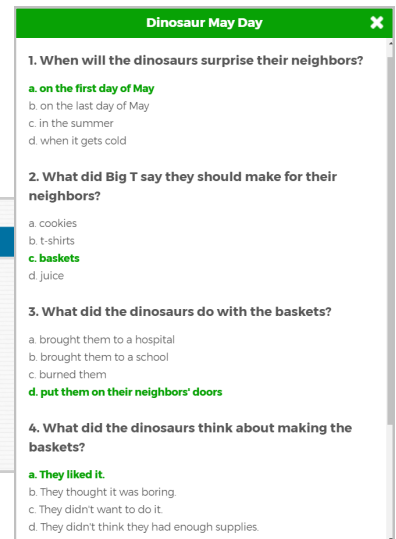 Dinosaur May Day
1. When will the dinosaurs surprise their neighbors?
a. on the first day of May
b. on the last day of May
c. in the summer
d. when it gets cold
2. What did Big T say they should make for their
neighbors?
a. cookies
b. t-shirts
c. baskets
d. juice
3. What did the dinosaurs do with the baskets?
a. brought them to a hospital
b. brought them to a school
c. burned them
d. put them on their neighbors' doors
4. What did the dinosaurs think about making the
baskets?
a. They liked it.
b. They thought it was boring.
c. They didn't want to do it.
d. They didn't think they had enough supplies.